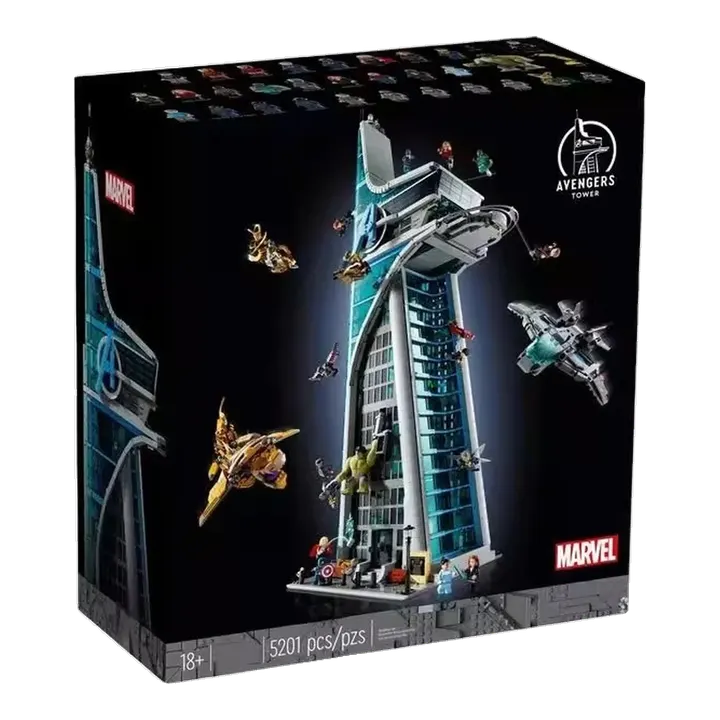 MARVEL
AVENGERS
TOWER
MARVEL
18+
5201 pcs/pzs